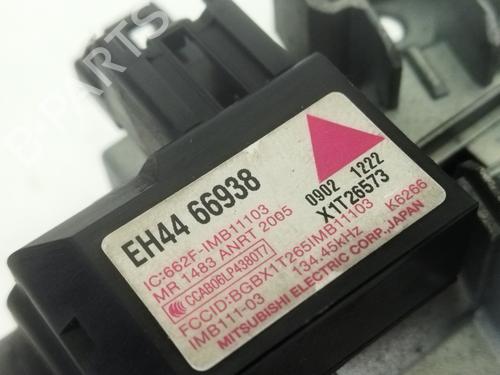 B-PARTS
EH44 66938
0902 1222
X1T26573
IC:662F-IMB11103
MR 1483 ANRT 2005
CCAB06LP4380T7
K6266
FCCID:BGBX1T265IMB11103
IMB111-03 134.45kHz
MITSUBISHI ELECTRIC CORP.JAPAN